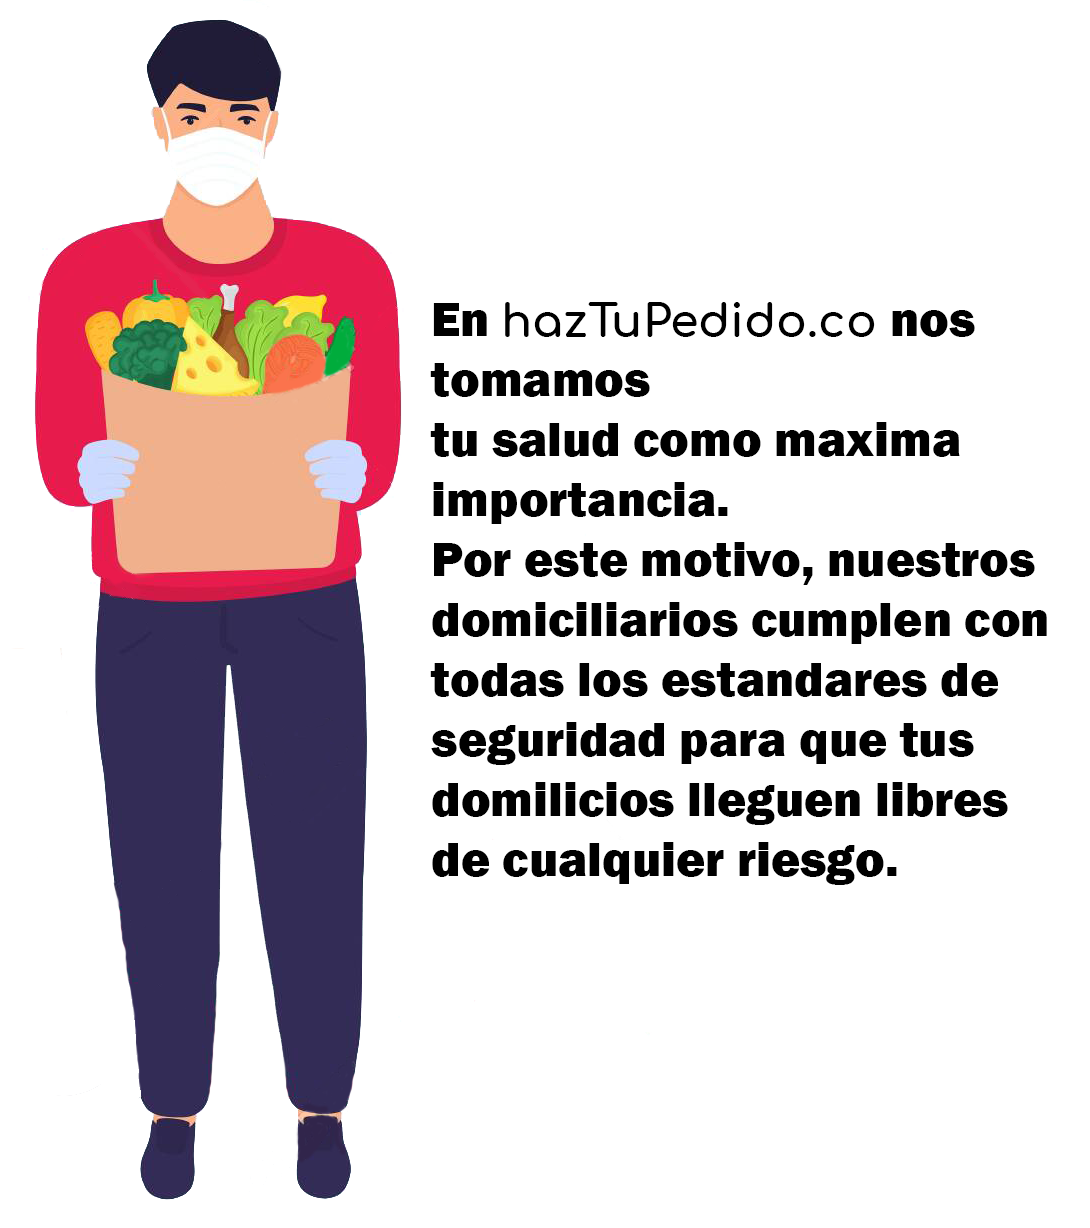 En hazTuPedido.co nos
tomamos
tu salud como maxima
importancia.
Por este motivo, nuestros
domiciliarios cumplen con
todas los estandares de
seguridad para que tus
domilicios lleguen libres
de cualquier riesgo.